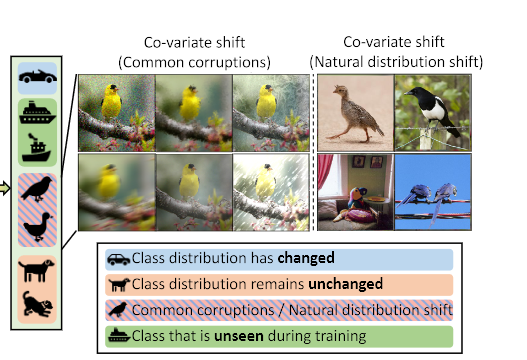 Co-variate shift
(Common corruptions)
Co-variate shift
(Natural distribution shift)
Class distribution has changed
Class distribution remains unchanged
Common corruptions / Natural distribution shift
Class that is unseen during training